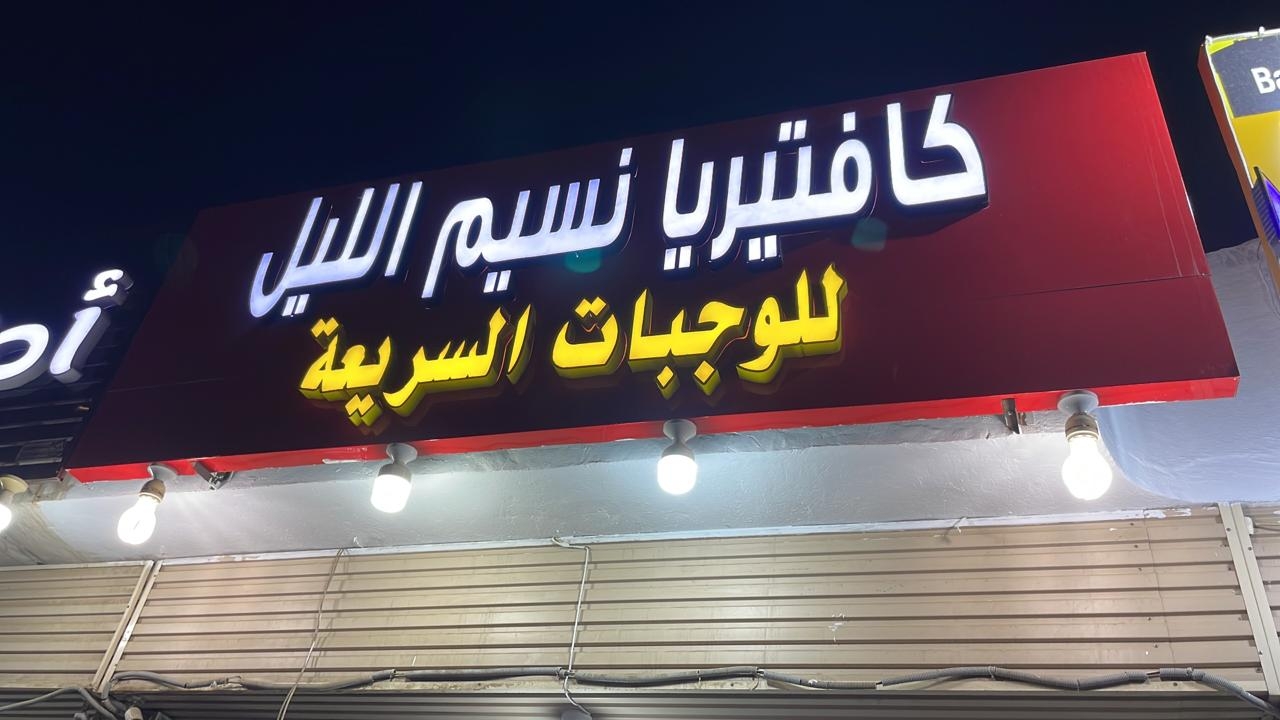 كافتيريا نسيم الليل
للوجبات السريعة